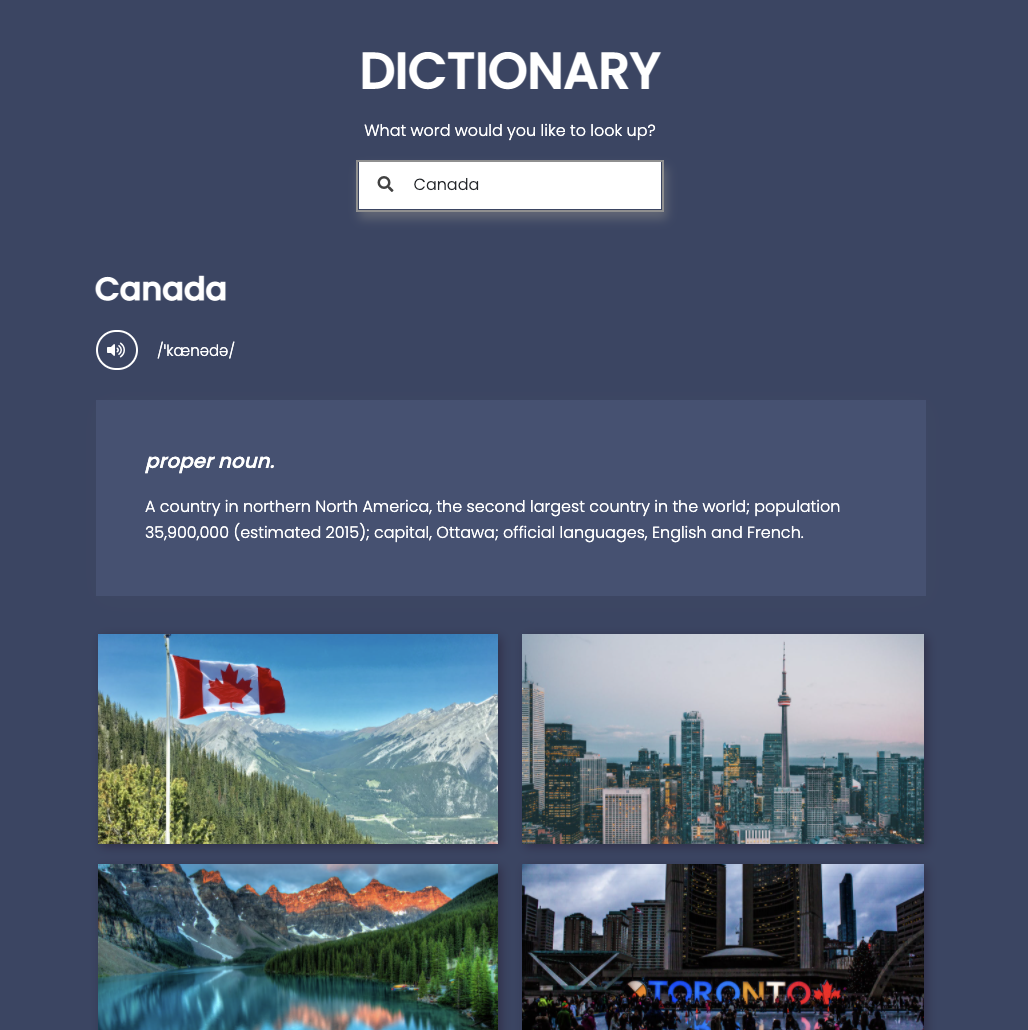 DICTIONARY
What word would you like to look up?
Canada
Canada
/ˈkænədə/
proper noun.
A country in northern North America, the second largest country in the world; population
35,900,000 (estimated 2015); capital, Ottawa; official languages, English and French.
TORONTO